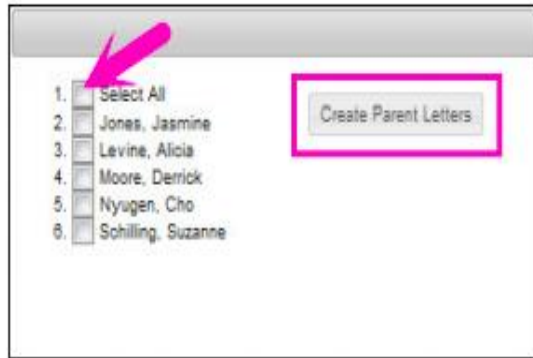 1. Select All
2. Jones, Jasmine
3. Levine, Alicia
4. Moore, Derrick
5. Nyugen, Cho
6. Schilling, Suzanne
Create Parent Letters